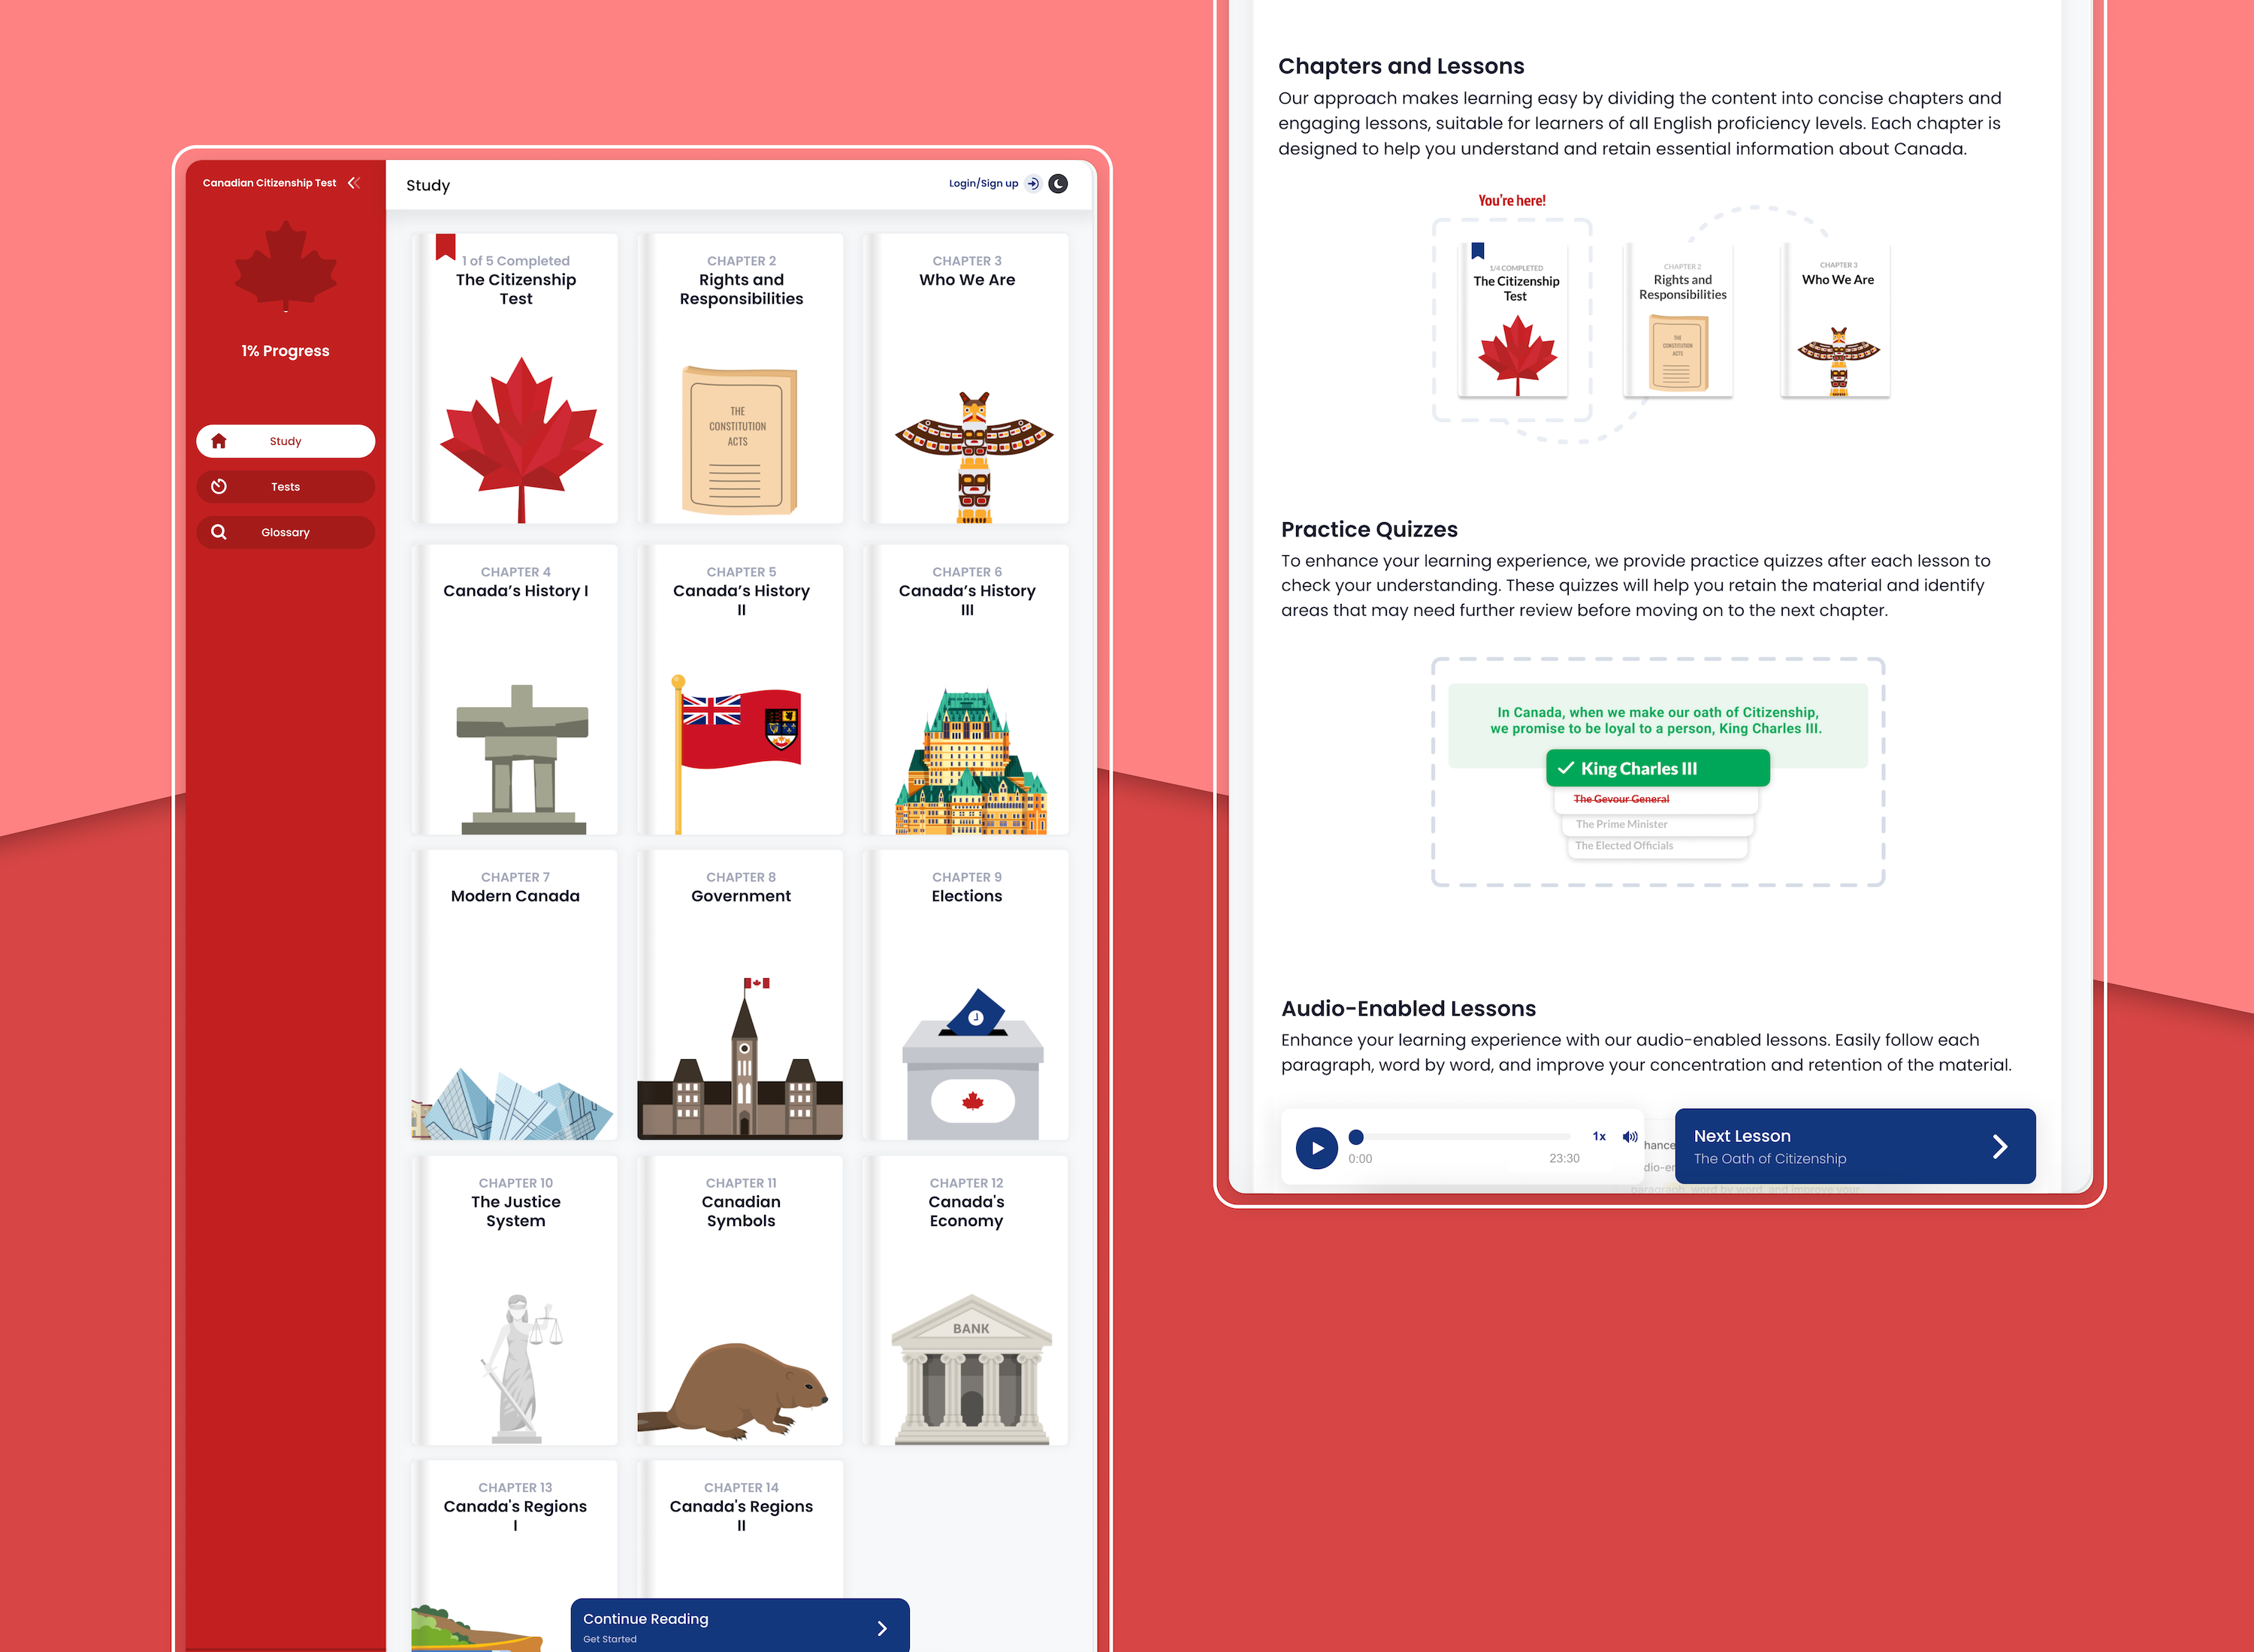 Canadian Citizenship Test
1% Progress
Study
Tests
Glossary
Study
Login/Sign up
1 of 5 Completed
The Citizenship
Test
CHAPTER 2
Rights and
Responsibilities
THE
CONSTITUTION
ACTS
CHAPTER 3
Who We Are
CHAPTER 4
Canada’s History I
CHAPTER 5
Canada’s History
II
CHAPTER 6
Canada’s History
III
CHAPTER 7
Modern Canada
CHAPTER 8
Government
CHAPTER 9
Elections
CHAPTER 10
The Justice
System
CHAPTER 11
Canadian
Symbols
CHAPTER 12
Canada's
Economy
BANK
CHAPTER 13
Canada's Regions
I
CHAPTER 14
Canada's Regions
II
Continue Reading
Get Started
Chapters and Lessons
Our approach makes learning easy by dividing the content into concise chapters and
engaging lessons, suitable for learners of all English proficiency levels. Each chapter is
designed to help you understand and retain essential information about Canada.
You're here!
1/4 COMPLETED
The Citizenship
Test
CHAPTER 2
Rights and
Responsibilities
THE
CONSTITUTION
ACTS
CHAPTER 3
Who We Are
Practice Quizzes
To enhance your learning experience, we provide practice quizzes after each lesson to
check your understanding. These quizzes will help you retain the material and identify
areas that may need further review before moving on to the next chapter.
In Canada, when we make our oath of Citizenship,
we promise to be loyal to a person, King Charles III.
King Charles III
The Gevour General
The Prime Minister
The Elected Officials
Audio-Enabled Lessons
Enhance your learning experience with our audio-enabled lessons. Easily follow each
paragraph, word by word, and improve your concentration and retention of the material.
0:00
23:30
1x
hance
dio-en
paragraph, word by word, and improve your
Next Lesson
The Oath of Citizenship